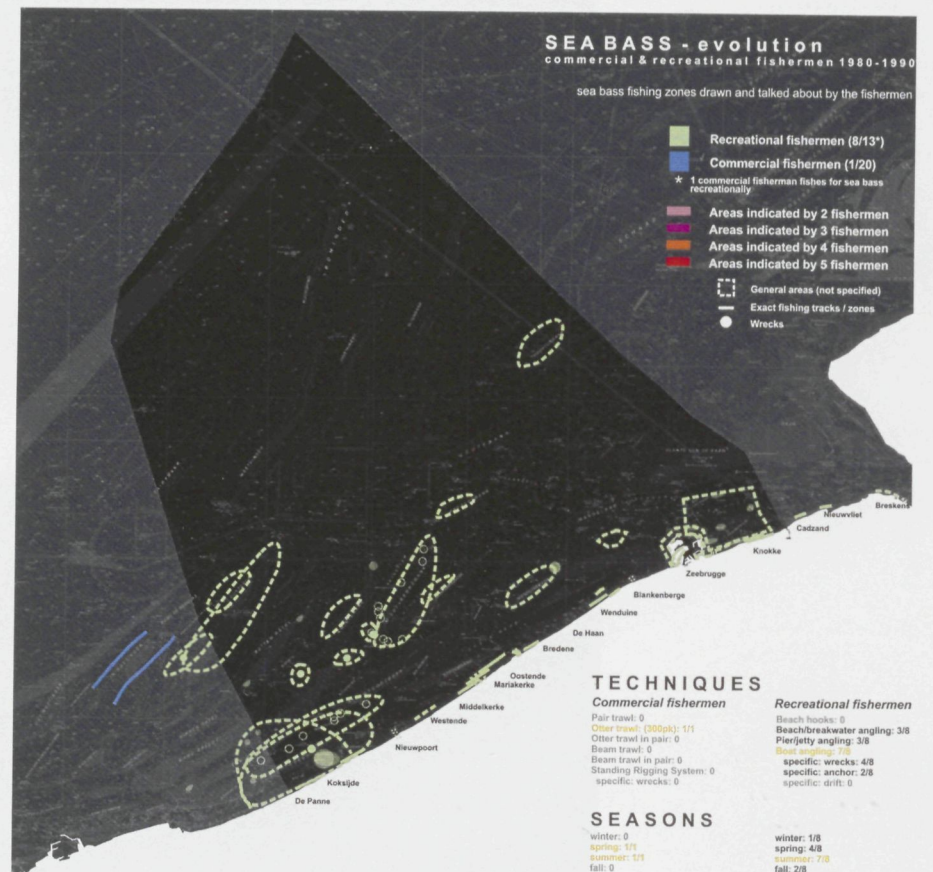 SEA BASS - evolution
commercial & recreational fishermen 1980-1990
sea bass fishing zones drawn and talked about by the fishermen
Recreational fishermen (8/13*)
Commercial fishermen (1/20)
* 1 commercial fisherman fishes for sea bass
recreationally
Areas indicated by 2 fishermen
Areas indicated by 3 fishermen
Areas indicated by 4 fishermen
Areas indicated by 5 fishermen
General areas (not specified)
Exact fishing tracks / zones
Wrecks
Breskens
Nieuwvliet
Cadzand
Knokke
Zeebrugge
Blankenberge
Wenduine
De Haan
Bredene
Oostende
Mariakerke
Middelkerke
Westende
Nieuwpoort
Koksijde
De Panne
TECHNIQUES
Commercial fishermen
Pair trawl: 0
Otter trawl: (300pk): 1/1
Otter trawl in pair: 0
Beam trawl: 0
Beam trawl in pair: 0
Standing Rigging System: 0
specific: wrecks: 0
Recreational fishermen
Beach hooks: 0
Beach/breakwater angling: 3/8
Pier/jetty angling: 3/8
Boat angling: 7/8
specific: wrecks: 4/8
specific: anchor: 2/8
specific: drift: 0
SEASONS
winter: 0
spring: 1/1
summer: 1/1
fall: 0
winter: 1/8
spring: 4/8
summer: 7/8
fall: 2/8